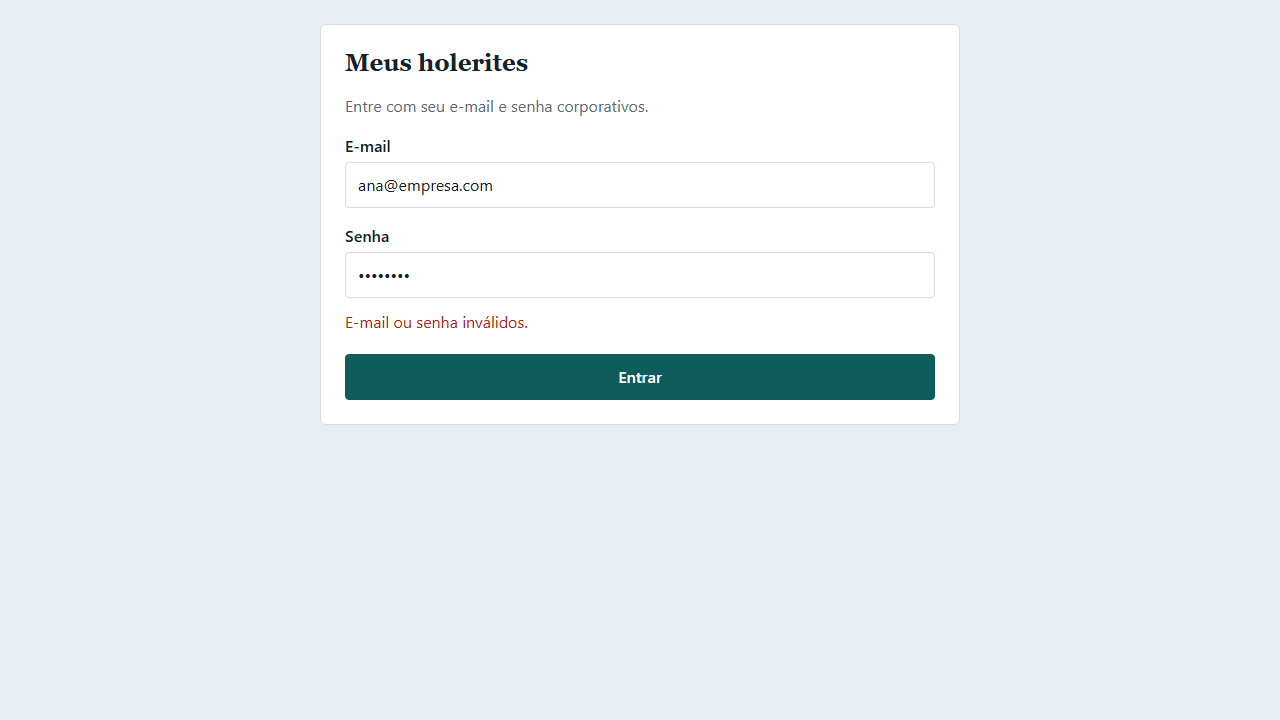 Meus holerites
Entre com seu e-mail e senha corporativos.
E-mail
ana@empresa.com
Senha
••••••••
E-mail ou senha inválidos.
Entrar